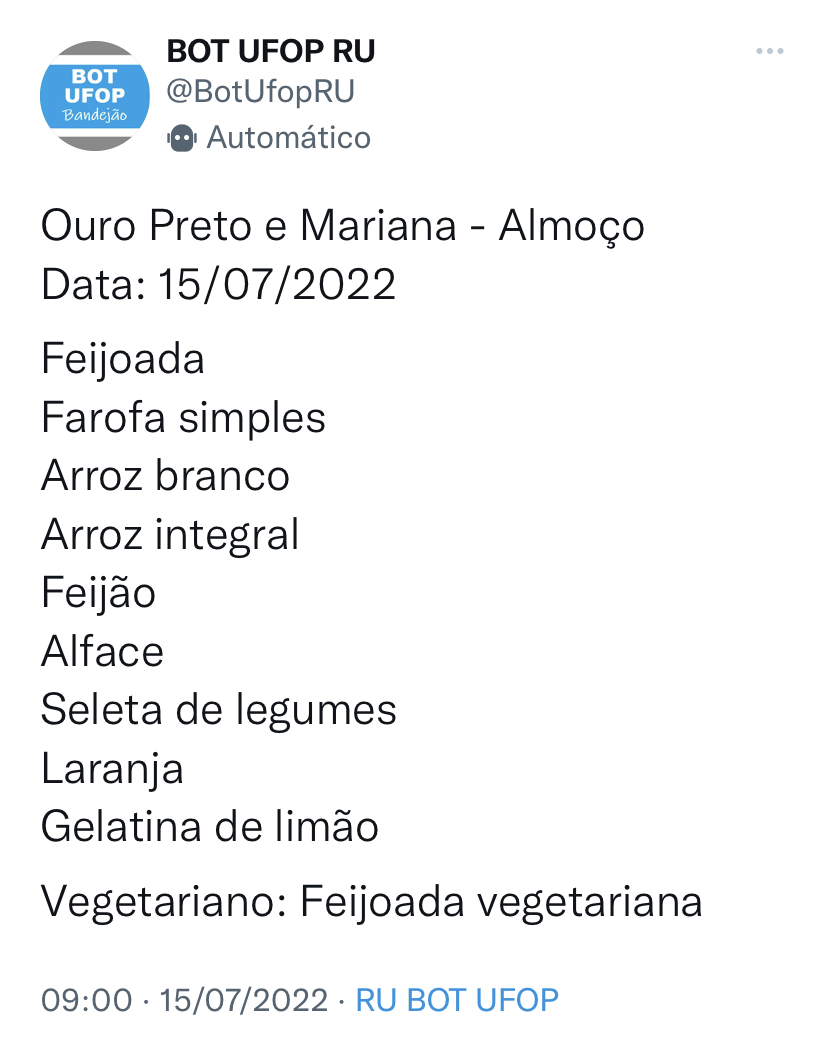 BOT
UFOP
Bandejão
BOT UFOP RU
@BotUfopRU
Automático
Ouro Preto e Mariana - Almoço
Data: 15/07/2022
Feijoada
Farofa simples
Arroz branco
Arroz integral
Feijão
Alface
Seleta de legumes
Laranja
Gelatina de limão
Vegetariano: Feijoada vegetariana
09:00 · 15/07/2022 · RU BOT UFOP